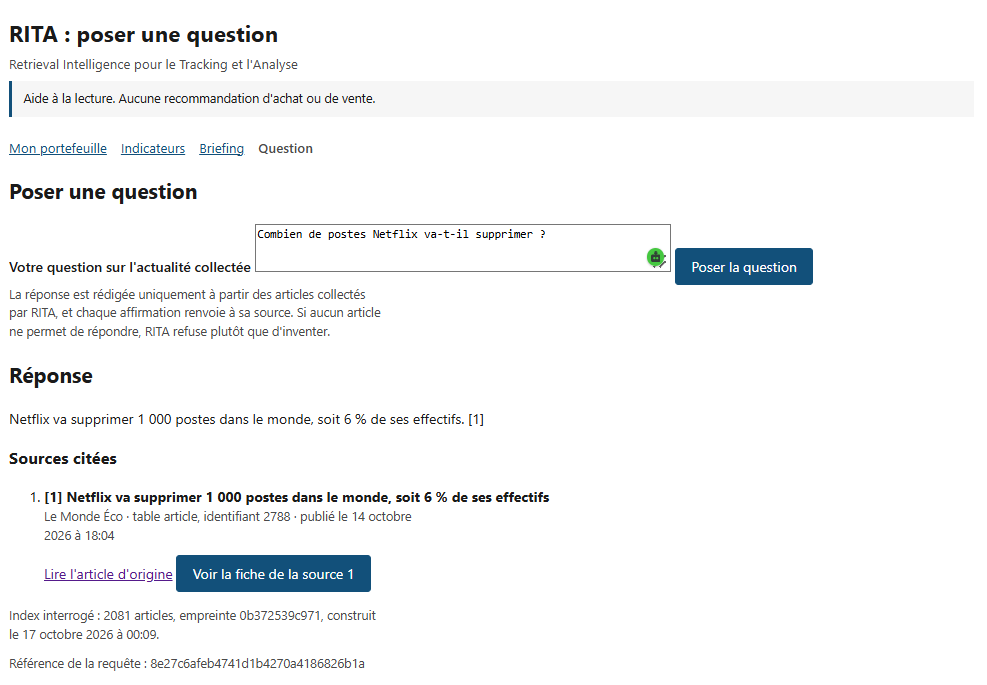 RITA : poser une question
Retrieval Intelligence pour le Tracking et l'Analyse
Aide à la lecture. Aucune recommandation d'achat ou de vente.
Mon portefeuille Indicateurs Briefing Question
Poser une question
Votre question sur l'actualité collectée
Combien de postes Netflix va-t-il supprimer ?
Poser la question
La réponse est rédigée uniquement à partir des articles collectés
par RITA, et chaque affirmation renvoie à sa source. Si aucun article
ne permet de répondre, RITA refuse plutôt que d'inventer.
Réponse
Netflix va supprimer 1 000 postes dans le monde, soit 6 % de ses effectifs. [1]
Sources citées
1. [1] Netflix va supprimer 1 000 postes dans le monde, soit 6 % de ses effectifs
Le Monde Éco · table article, identifiant 2788 · publié le 14 octobre
2026 à 18:04
Lire l'article d'origine Voir la fiche de la source 1
Index interrogé : 2081 articles, empreinte 0b372539c971, construit
le 17 octobre 2026 à 00:09.
Référence de la requête : 8e27c6afeb4741d1b4270a4186826b1a